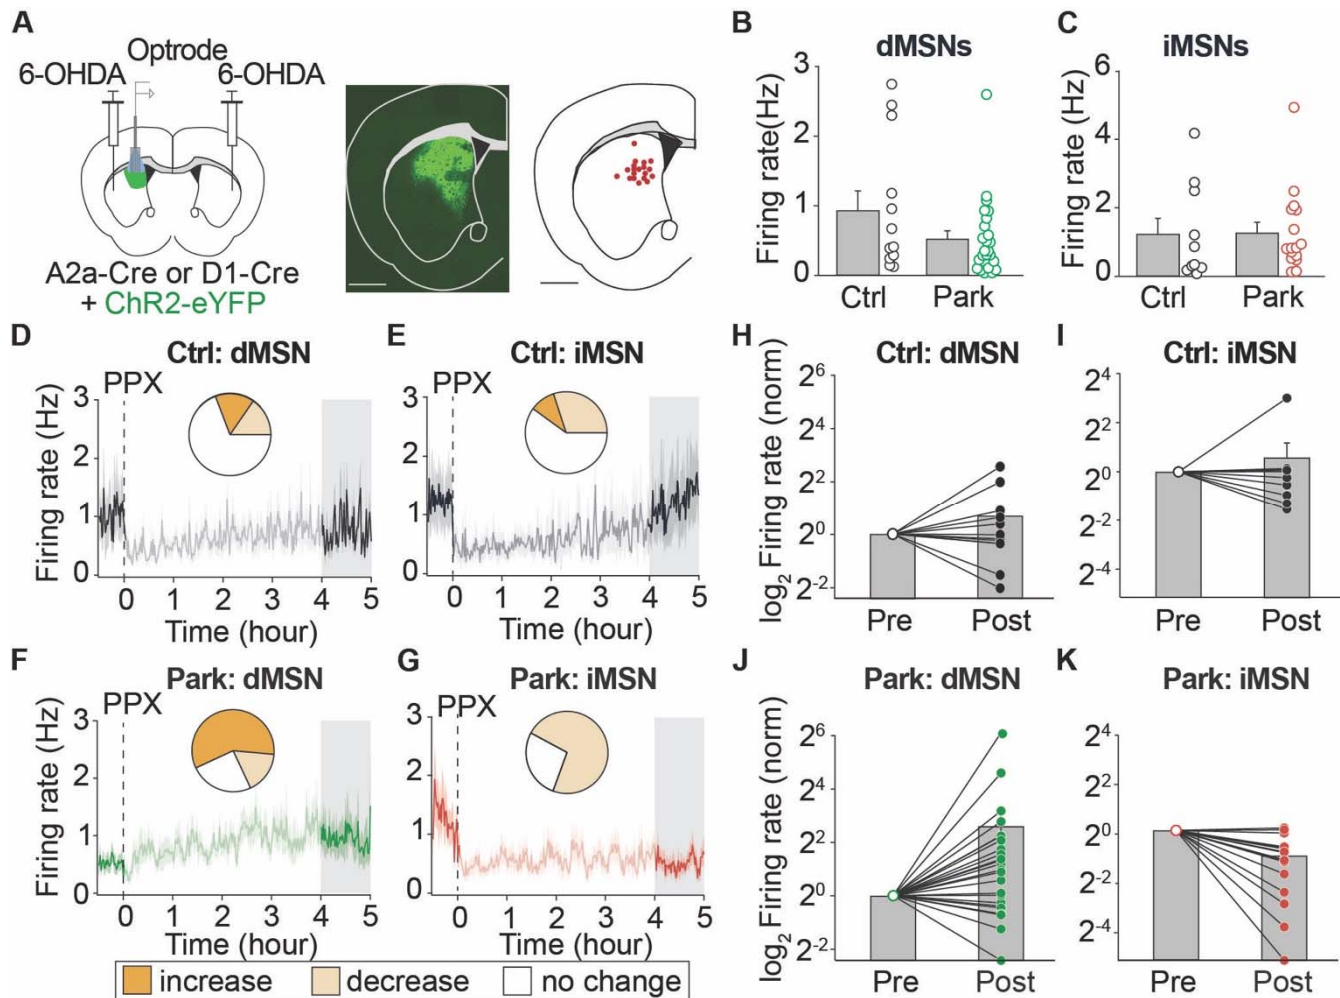 A
Optrode
6-OHDA 6-OHDA
A2a-Cre or D1-Cre
+ ChR2-eYFP
B
dMSNs
Firing rate(Hz)
3
2
1
0
Ctrl Park
C
iMSNs
Firing rate (Hz)
6
4
2
0
Ctrl Park
D
Ctrl: dMSN
PPX
Firing rate (Hz)
3
2
1
0
0 1 2 3 4 5
Time (hour)
E
Ctrl: iMSN
PPX
3
2
1
0
0 1 2 3 4 5
Time (hour)
H
Ctrl: dMSN
log2 Firing rate (norm)
2^6
2^4
2^2
2^0
2^-2
Pre Post
I
Ctrl: iMSN
2^4
2^2
2^0
2^-2
2^-4
Pre Post
F
Park: dMSN
PPX
Firing rate (Hz)
3
2
1
0
0 1 2 3 4 5
Time (hour)
G
Park: iMSN
PPX
3
2
1
0
0 1 2 3 4 5
Time (hour)
increase decrease no change
J
Park: dMSN
log2 Firing rate (norm)
2^6
2^4
2^2
2^0
2^-2
Pre Post
K
Park: iMSN
2^4
2^2
2^0
2^-2
2^-4
Pre Post